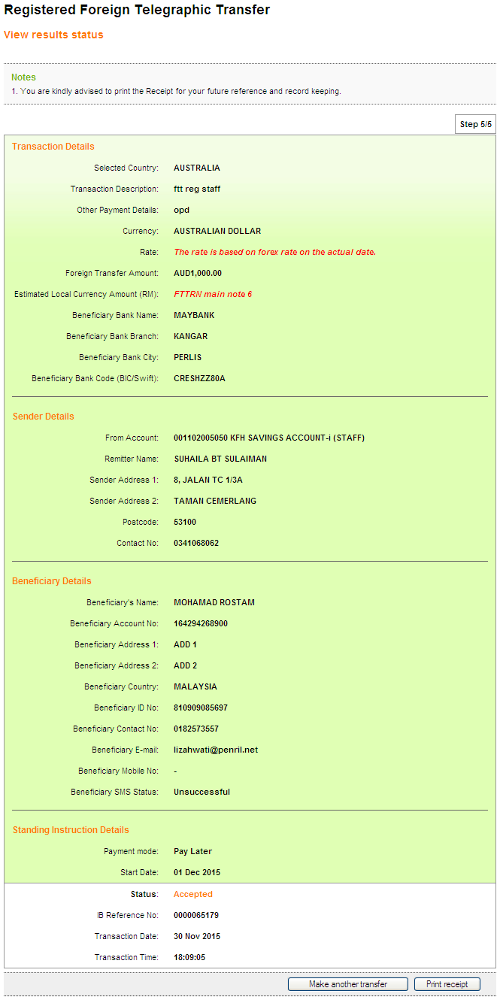 Registered Foreign Telegraphic Transfer
View results status
Notes
1. You are kindly advised to print the Receipt for your future reference and record keeping.
Step 5/5
Transaction Details
Selected Country: AUSTRALIA
Transaction Description: ftt reg staff
Other Payment Details: opd
Currency: AUSTRALIAN DOLLAR
Rate: The rate is based on forex rate on the actual date.
Foreign Transfer Amount: AUD1,000.00
Estimated Local Currency Amount (RM): FTTRN main note 6
Beneficiary Bank Name: MAYBANK
Beneficiary Bank Branch: KANGAR
Beneficiary Bank City: PERLIS
Beneficiary Bank Code (BIC/Swift): CRESHZZ80A
Sender Details
From Account: 001102005050 KFH SAVINGS ACCOUNT-i (STAFF)
Remitter Name: SUHAILA BT SULAIMAN
Sender Address 1: 8, JALAN TC 1/3A
Sender Address 2: TAMAN CEMERLANG
Postcode: 53100
Contact No: 0341068062
Beneficiary Details
Beneficiary's Name: MOHAMAD ROSTAM
Beneficiary Account No: 164294268900
Beneficiary Address 1: ADD 1
Beneficiary Address 2: ADD 2
Beneficiary Country: MALAYSIA
Beneficiary ID No: 810909085697
Beneficiary Contact No: 0182573557
Beneficiary E-mail: lizahwati@penril.net
Beneficiary Mobile No: -
Beneficiary SMS Status: Unsuccessful
Standing Instruction Details
Payment mode: Pay Later
Start Date: 01 Dec 2015
Status: Accepted
IB Reference No: 0000065179
Transaction Date: 30 Nov 2015
Transaction Time: 18:09:05
Make another transfer Print receipt